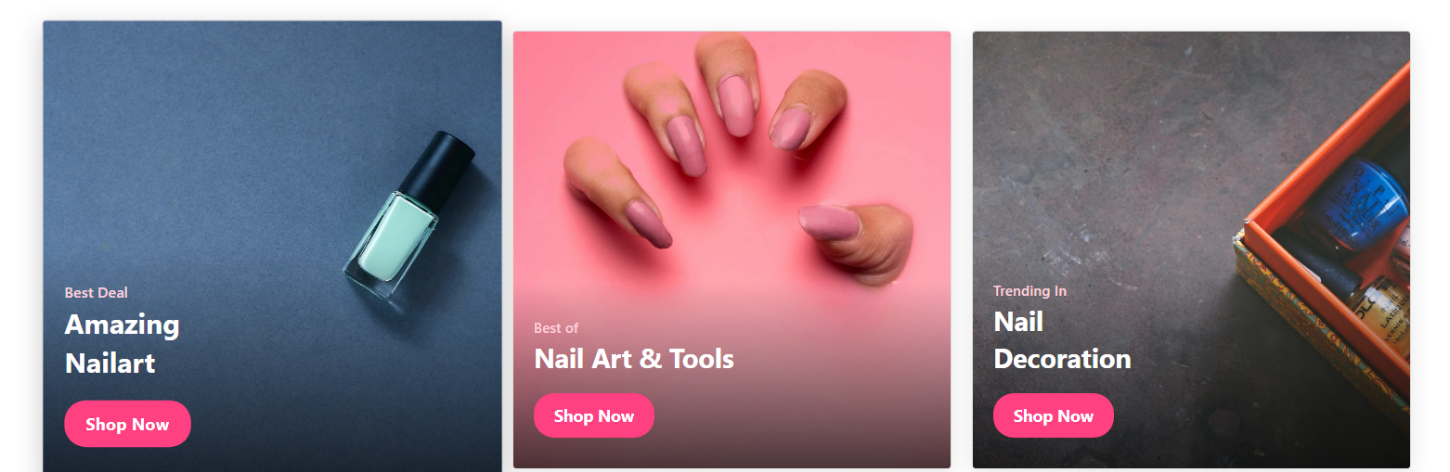 Best Deal
Amazing
Nailart
Shop Now
Best of
Nail Art & Tools
Shop Now
Trending In
Nail
Decoration
Shop Now